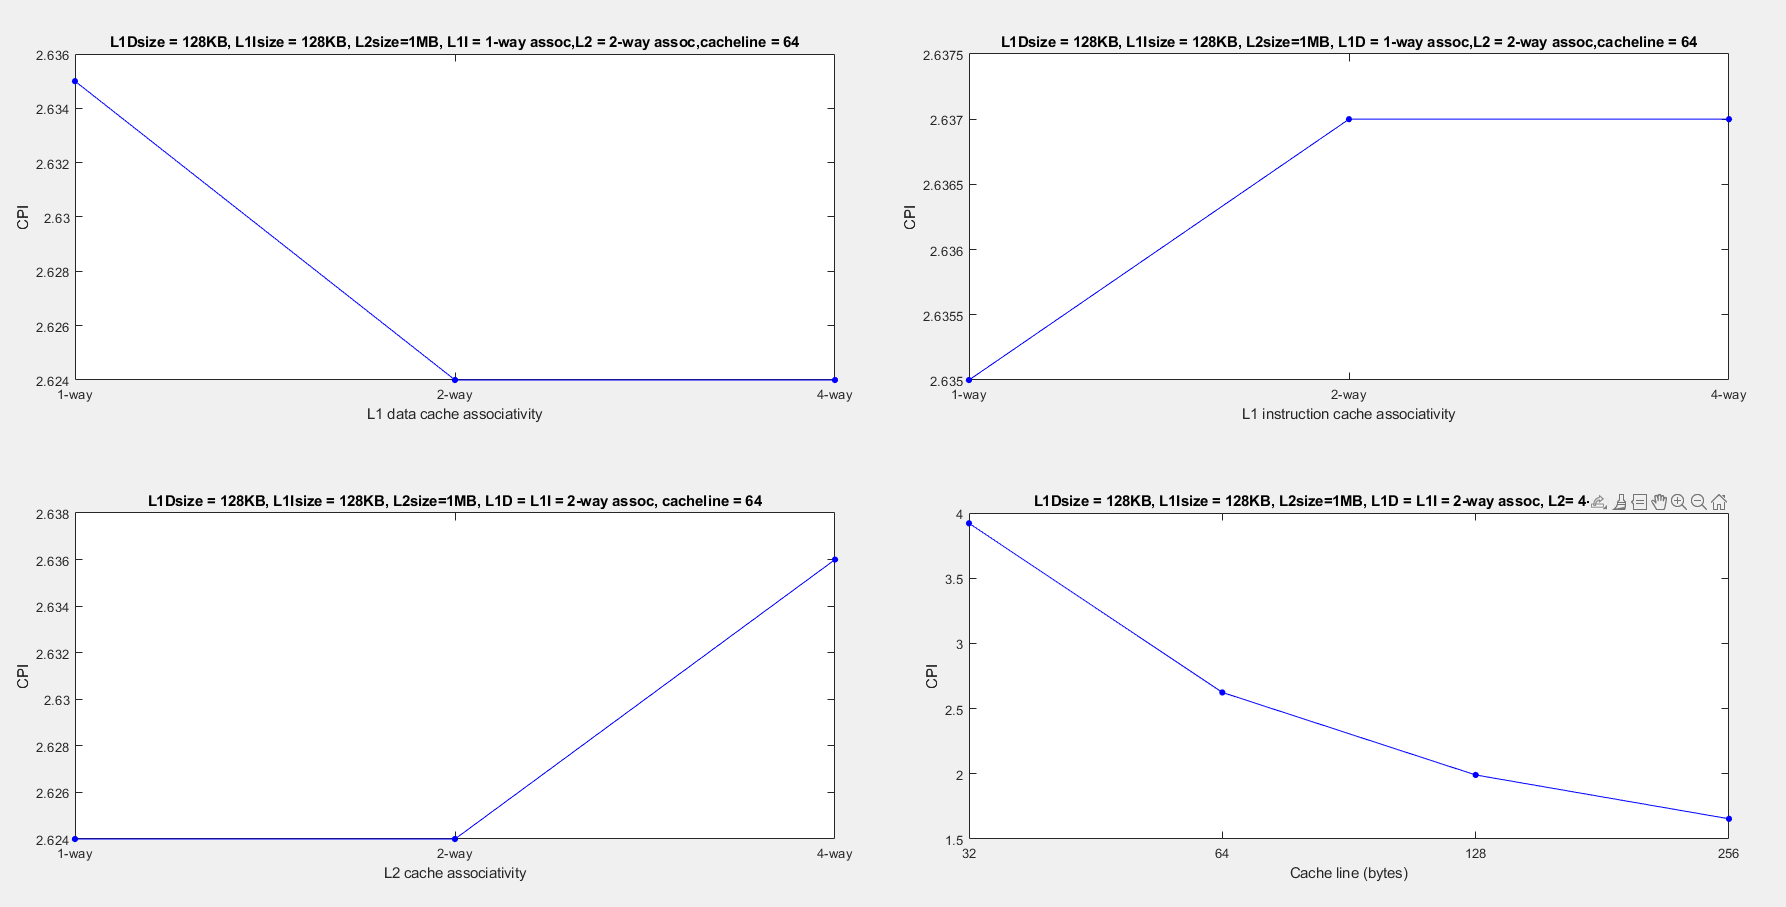 L1Dsize = 128KB, L1Isize = 128KB, L2size=1MB, L1I = 1-way assoc,L2 = 2-way assoc,cacheline = 64
2.636
2.634
2.632
2.63
2.628
2.626
2.624
CPI
1-way 2-way 4-way
L1 data cache associativity
L1Dsize = 128KB, L1Isize = 128KB, L2size=1MB, L1D = 1-way assoc,L2 = 2-way assoc,cacheline = 64
2.6375
2.637
2.6365
2.636
2.6355
2.635
CPI
1-way 2-way 4-way
L1 instruction cache associativity
L1Dsize = 128KB, L1Isize = 128KB, L2size=1MB, L1D = L1I = 2-way assoc, cacheline = 64
2.638
2.636
2.634
2.632
2.63
2.628
2.626
2.624
CPI
1-way 2-way 4-way
L2 cache associativity
L1Dsize = 128KB, L1Isize = 128KB, L2size=1MB, L1D = L1I = 2-way assoc, L2= 4-
4
3.5
3
2.5
2
1.5
CPI
32 64 128 256
Cache line (bytes)